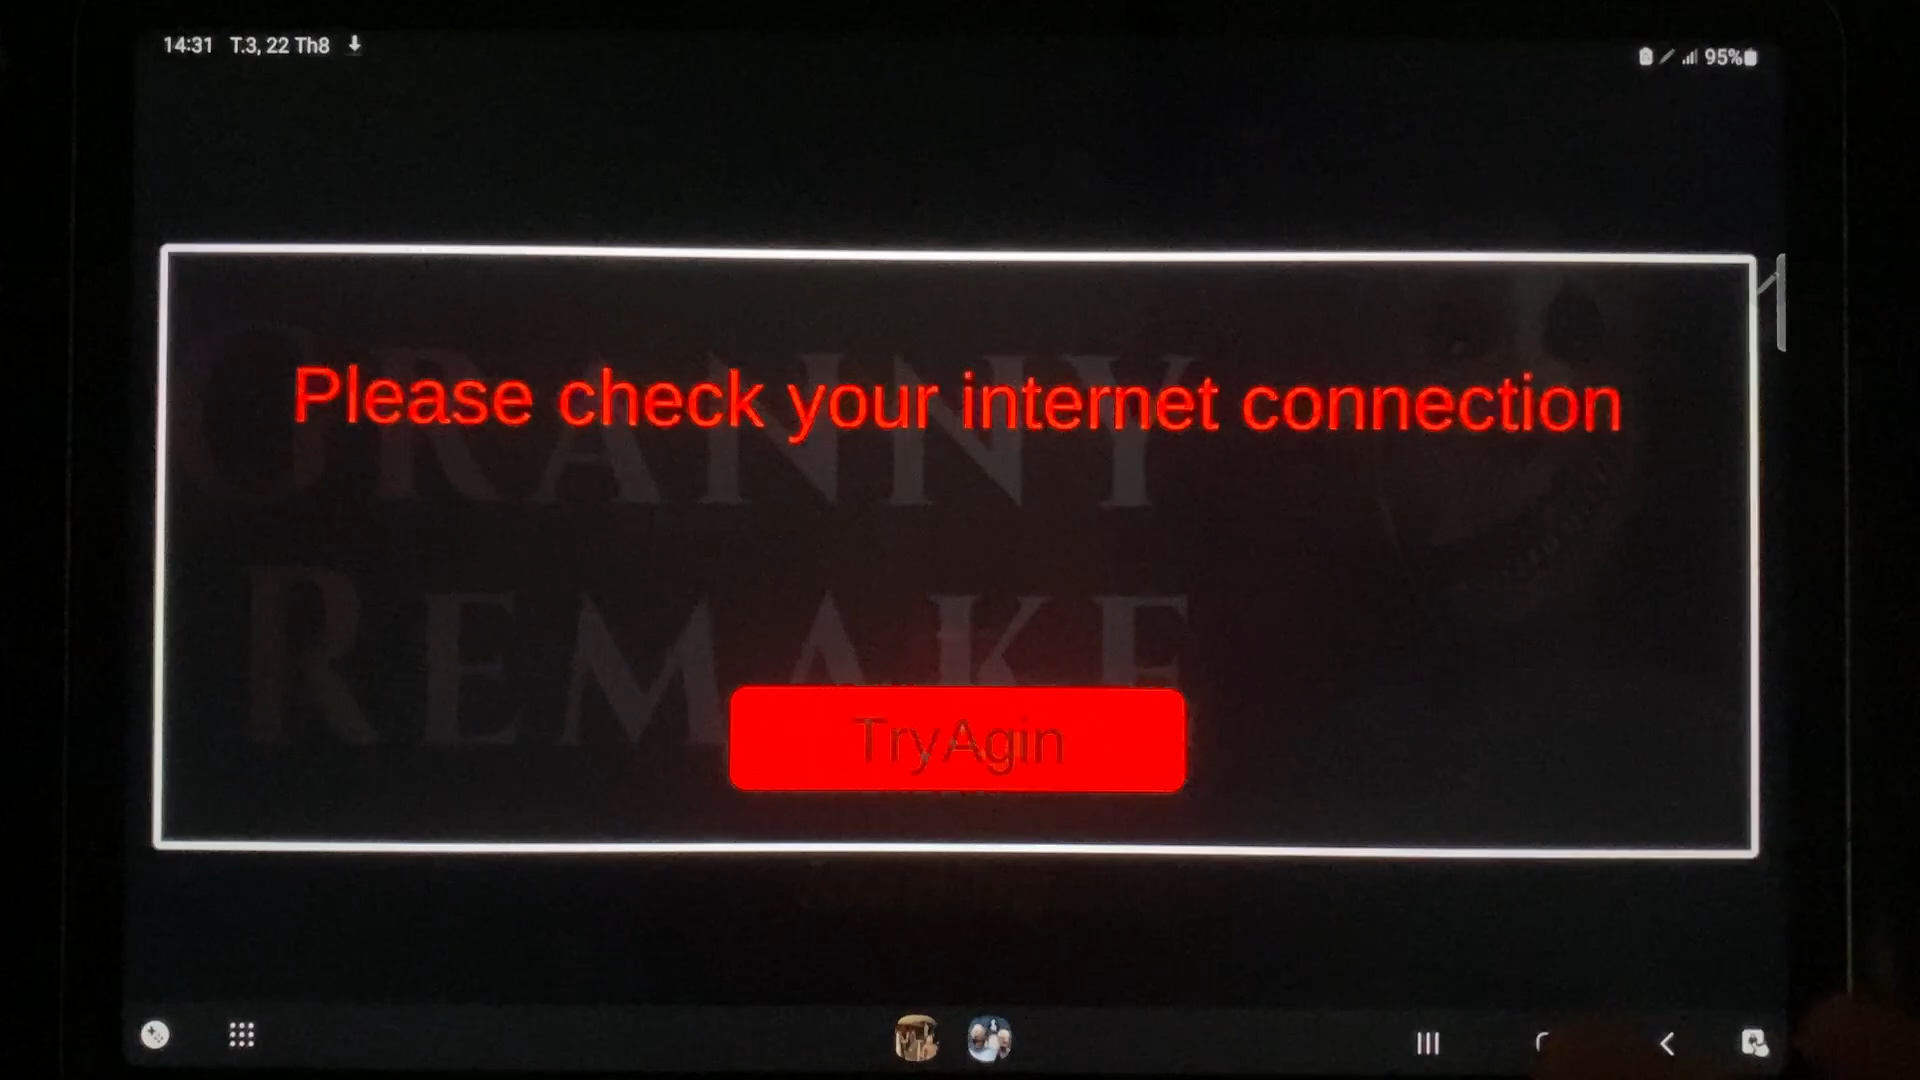 14:31 T.3, 22 Th8
95%
Please check your internet connection
GRANNY
REMAKE
TryAgin